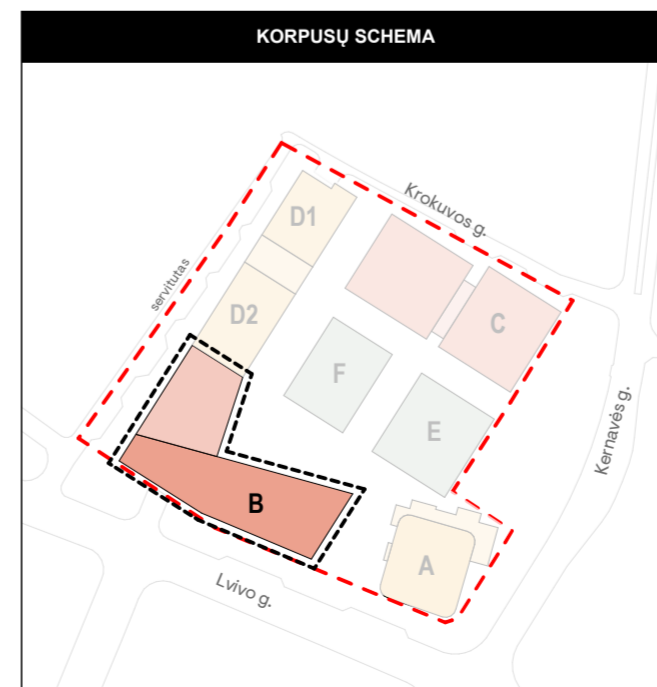 KORPUSŲ SCHEMA
Krokuvos g.
D1
servitutas
D2
C
F
E
Kernavės g.
B
A
Lvivo g.